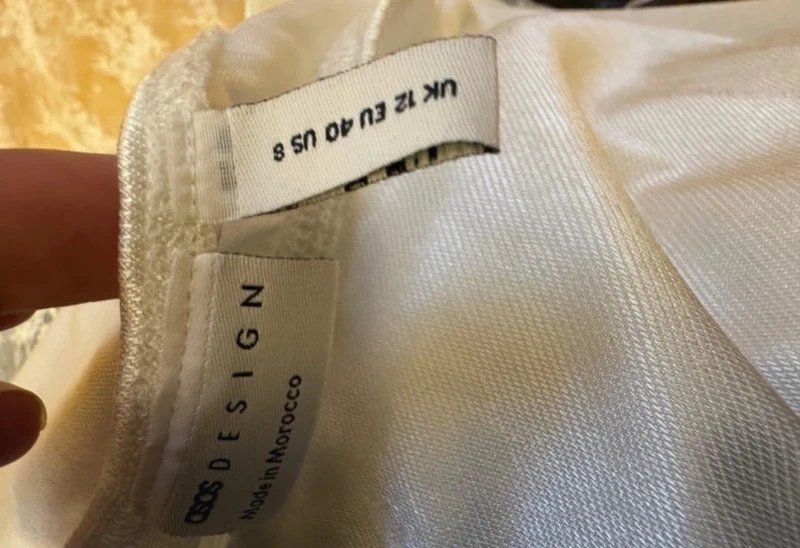 UK 12 EU 40 US 8
asos DESIGN
Made in Morocco